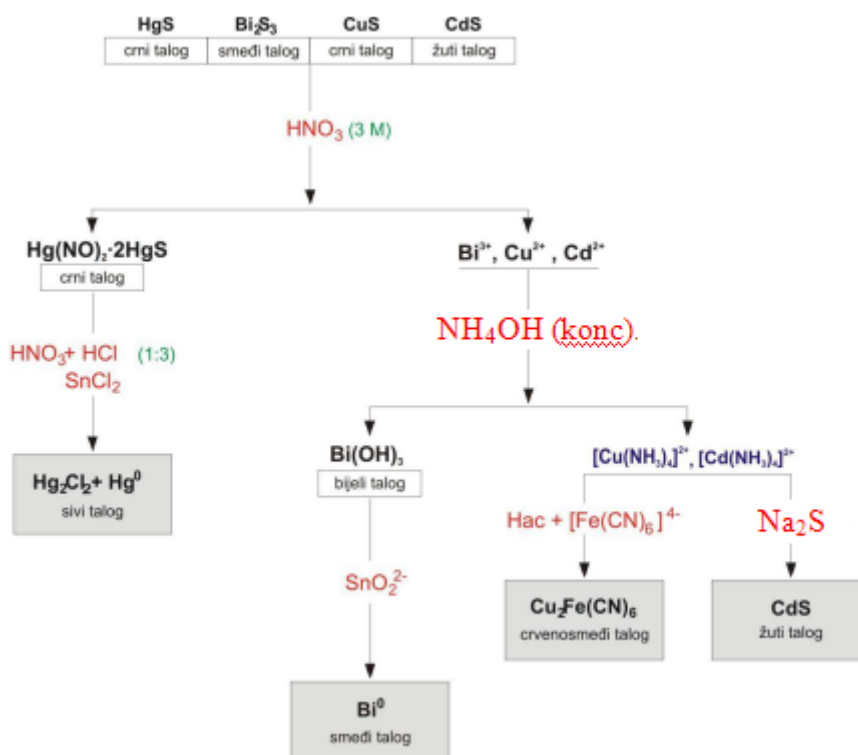 HgS Bi₂S₃ CuS CdS
crni talog smeđi talog crni talog žuti talog
HNO₃ (3 M)
Hg(NO)₂·2HgS
crni talog
Bi³⁺, Cu²⁺ , Cd²⁺
NH₄OH (konc).
HNO₃+ HCl (1:3)
SnCl₂
Bi(OH)₃
bijeli talog
[Cu(NH₃)₄]²⁺, [Cd(NH₃)₄]²⁺
Hg₂Cl₂+ Hg⁰
sivi talog
Hac + [Fe(CN)₆]⁴⁻
Na₂S
SnO₂²⁻
Cu₂Fe(CN)₆
crvenosmeđi talog
CdS
žuti talog
Bi⁰
smeđi talog